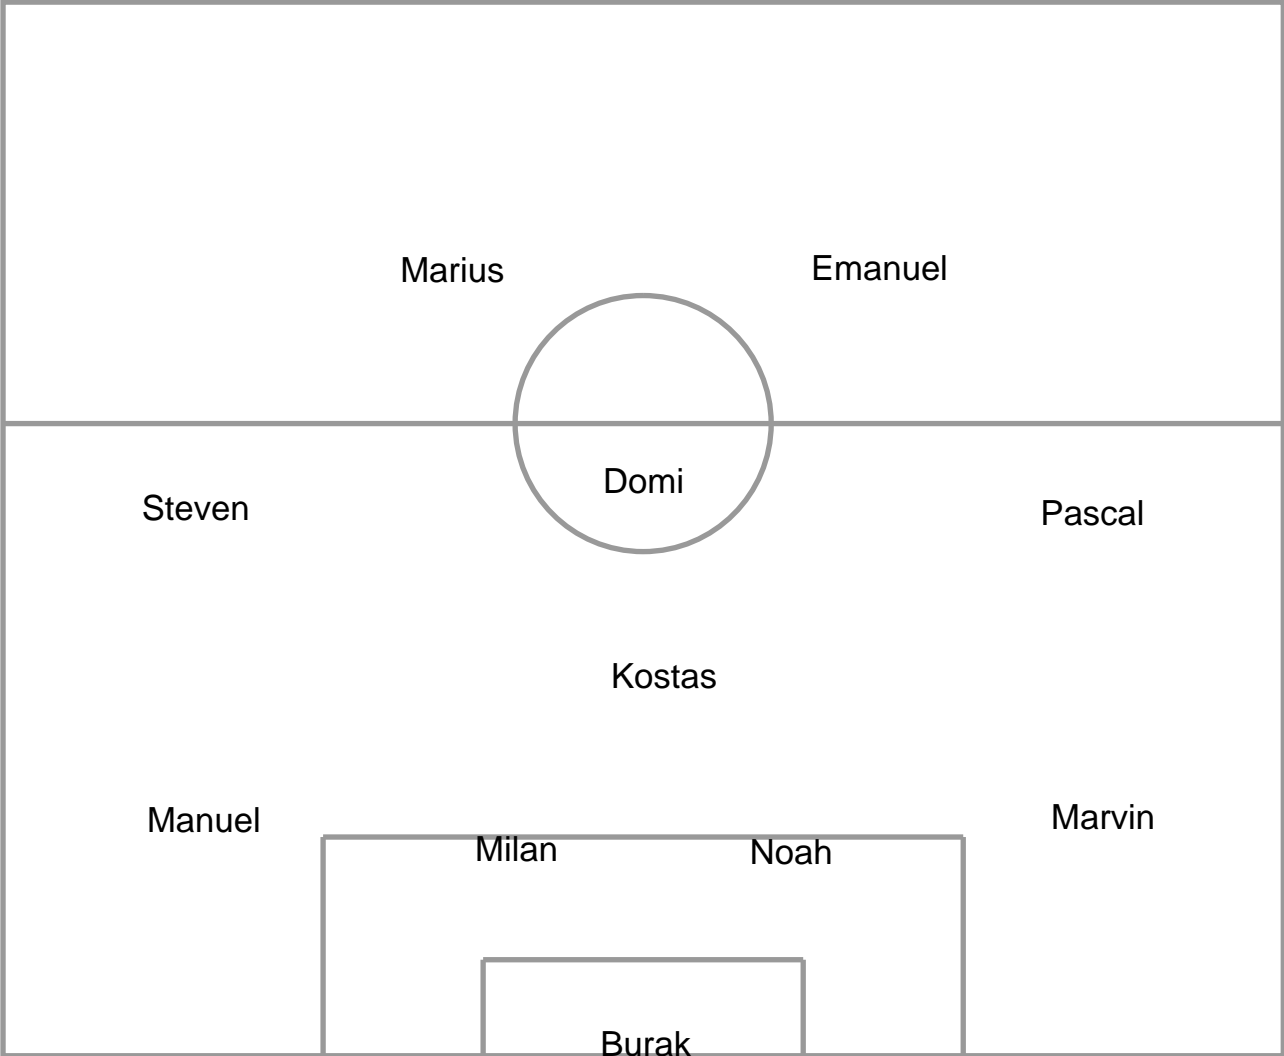 Marius
Emanuel
Domi
Steven
Pascal
Kostas
Manuel
Marvin
Milan
Noah
Burak